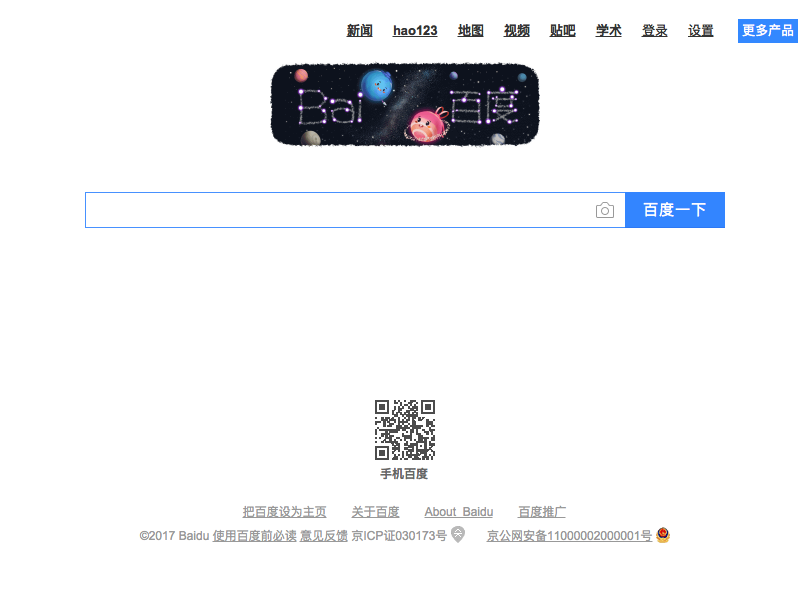 新闻 hao123 地图 视频 贴吧 学术 登录 设置 更多产品
Bai 百度
百度一下
手机百度
把百度设为主页 关于百度 About Baidu 百度推广
©2017 Baidu 使用百度前必读 意见反馈 京ICP证030173号 京公网安备11000002000001号